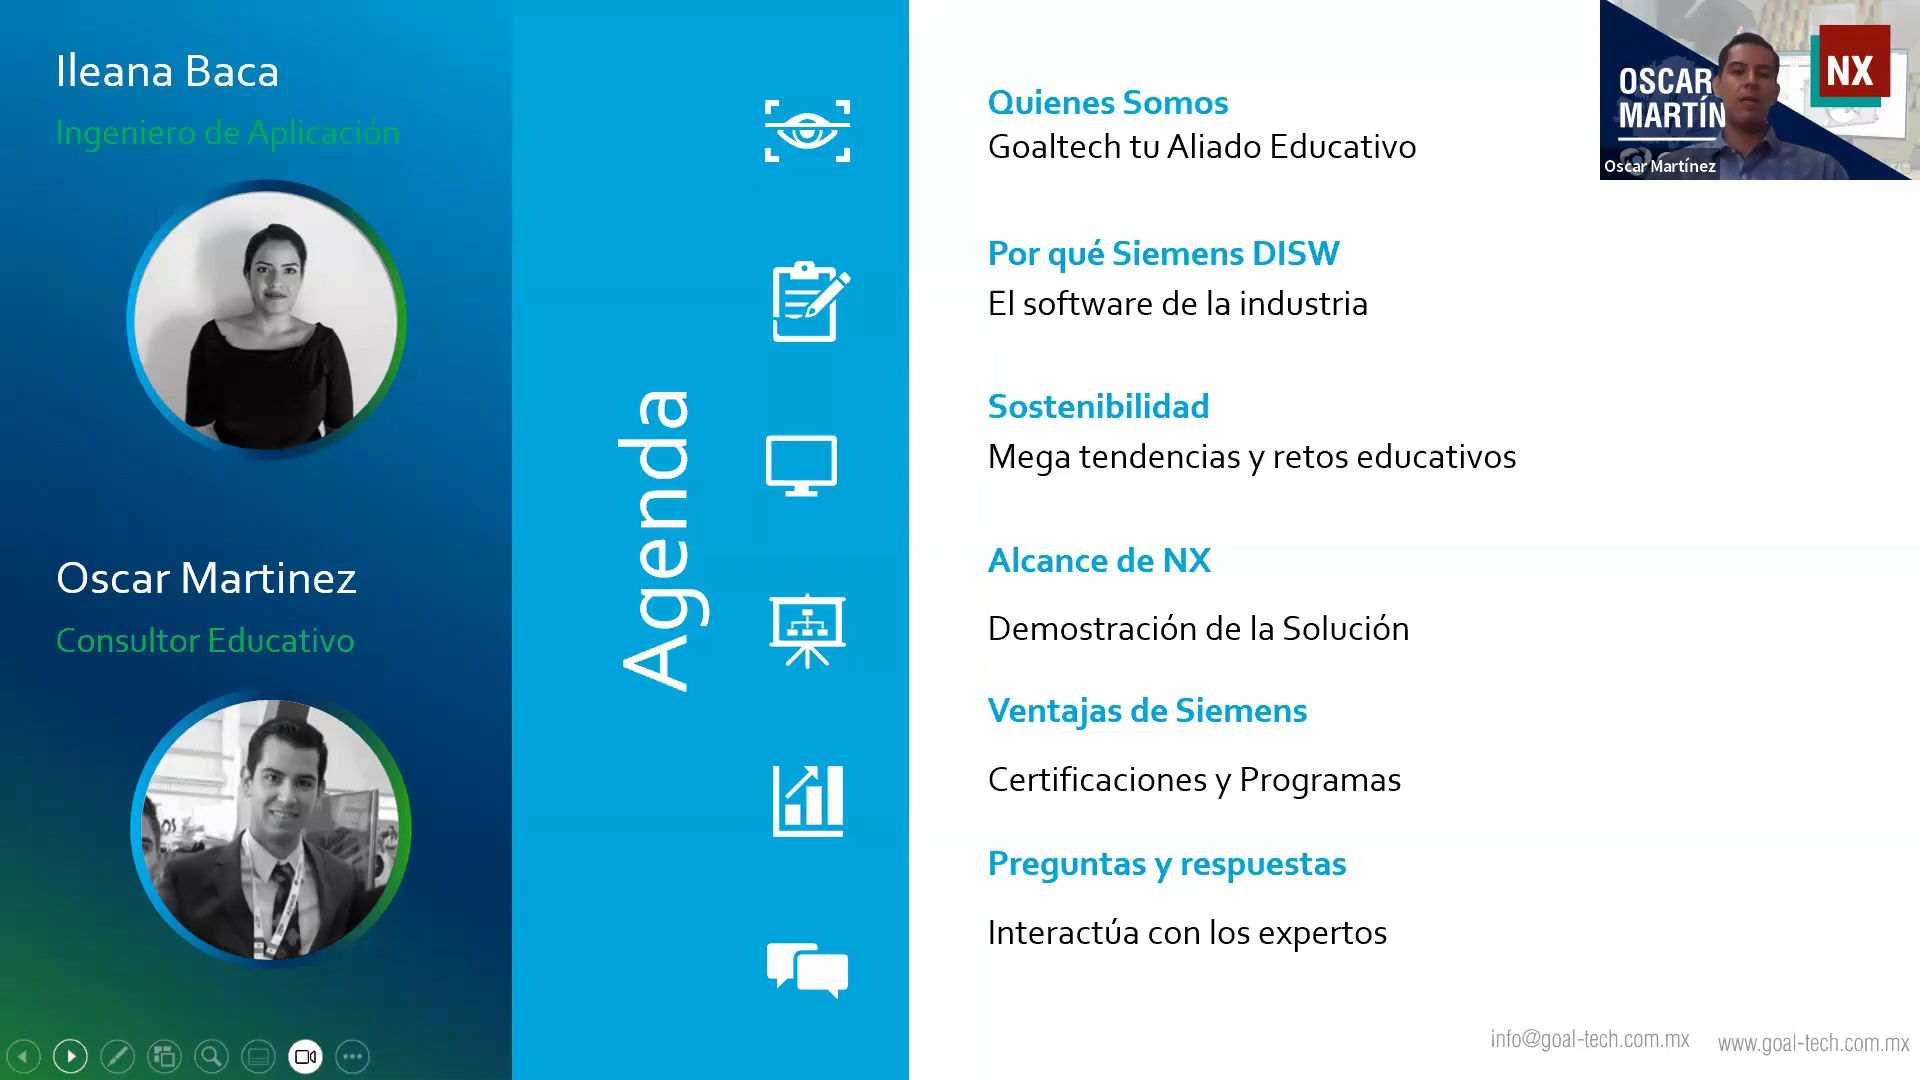 Ileana Baca
Ingeniero de Aplicación
Oscar Martinez
Consultor Educativo
Agenda
Quienes Somos
Goaltech tu Aliado Educativo
Por qué Siemens DISW
El software de la industria
Sostenibilidad
Mega tendencias y retos educativos
Alcance de NX
Demostración de la Solución
Ventajas de Siemens
Certificaciones y Programas
Preguntas y respuestas
Interactúa con los expertos
OSCAR
MARTÍN
NX
Oscar Martínez
info@goal-tech.com.mx
www.goal-tech.com.mx